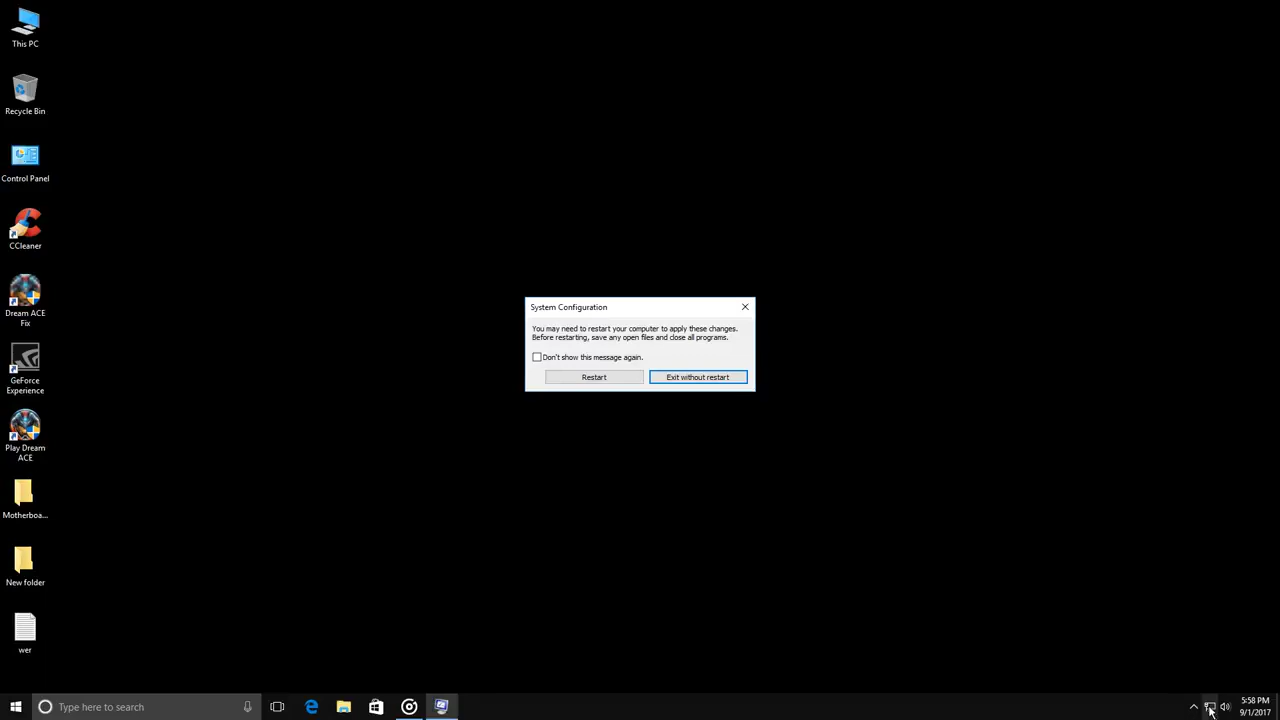 This PC
Recycle Bin
Control Panel
CCleaner
Dream ACE
Fix
GeForce
Experience
Play Dream
ACE
Motherboa...
New folder
wer
System Configuration
You may need to restart your computer to apply these changes.
Before restarting, save any open files and close all programs.
Don't show this message again.
Restart
Exit without restart
Type here to search
5:58 PM
9/1/2017